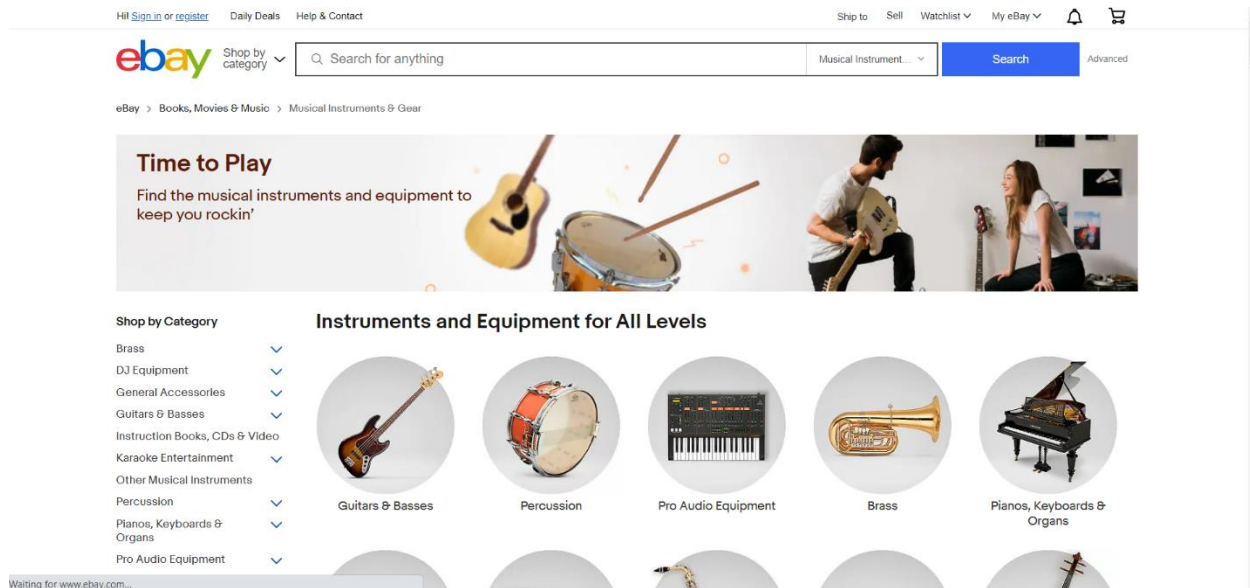 Hi! Sign in or register Daily Deals Help & Contact Ship to Sell Watchlist My eBay
ebay Shop by category Search for anything Musical Instrument... Search Advanced
eBay > Books, Movies & Music > Musical Instruments & Gear
Time to Play
Find the musical instruments and equipment to
keep you rockin'
Shop by Category
Brass
DJ Equipment
General Accessories
Guitars & Basses
Instruction Books, CDs & Video
Karaoke Entertainment
Other Musical Instruments
Percussion
Pianos, Keyboards &
Organs
Pro Audio Equipment
Instruments and Equipment for All Levels
Guitars & Basses
Percussion
Pro Audio Equipment
Brass
Pianos, Keyboards &
Organs
Waiting for www.ebay.com...